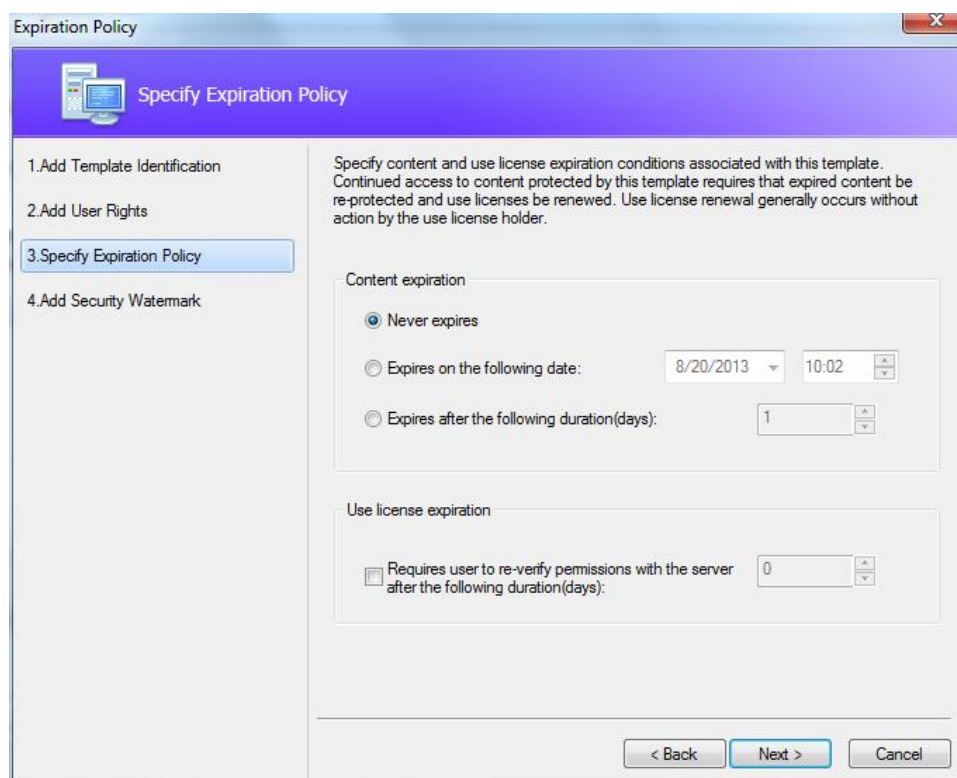 Expiration Policy
Specify Expiration Policy
1.Add Template Identification
2.Add User Rights
3.Specify Expiration Policy
4.Add Security Watermark
Specify content and use license expiration conditions associated with this template.
Continued access to content protected by this template requires that expired content be
re-protected and use licenses be renewed. Use license renewal generally occurs without
action by the use license holder.
Content expiration
Never expires
Expires on the following date: 8/20/2013 10:02
Expires after the following duration(days): 1
Use license expiration
Requires user to re-verify permissions with the server 0
after the following duration(days):
< Back Next > Cancel